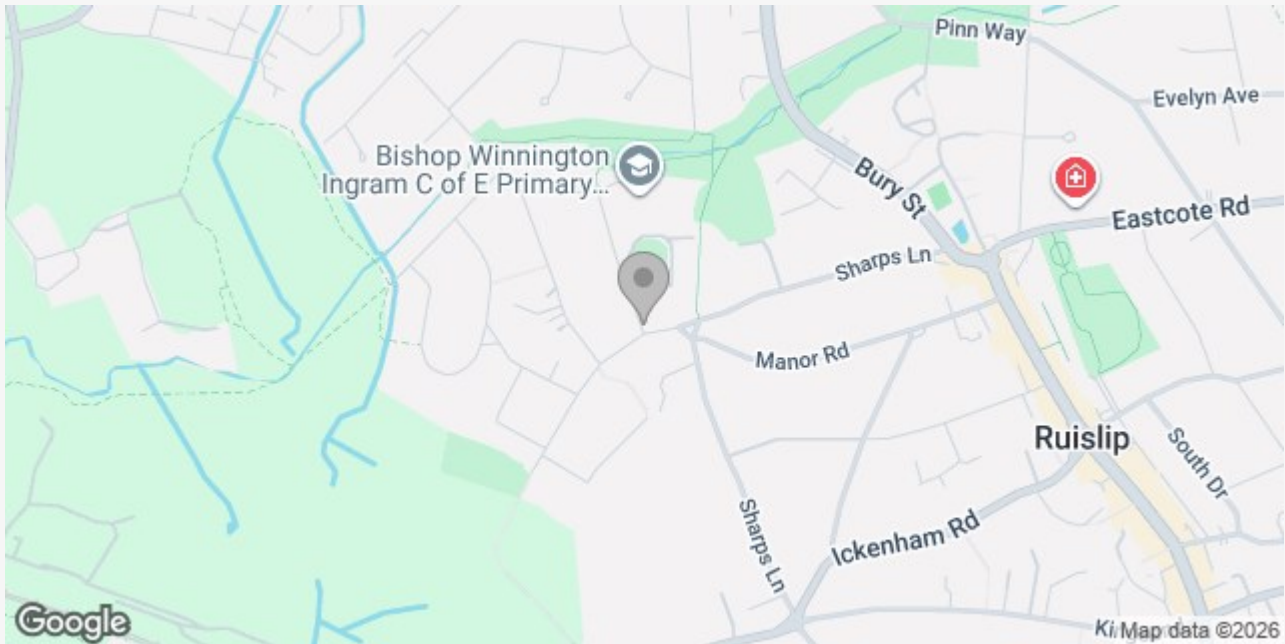 Pinn Way
Evelyn Ave
Bishop Winnington
Ingram C of E Primary...
Bury St
Eastcote Rd
Sharps Ln
Manor Rd
Ruislip
South Dr
Sharps Ln
Ickenham Rd
Google
Map data ©2026